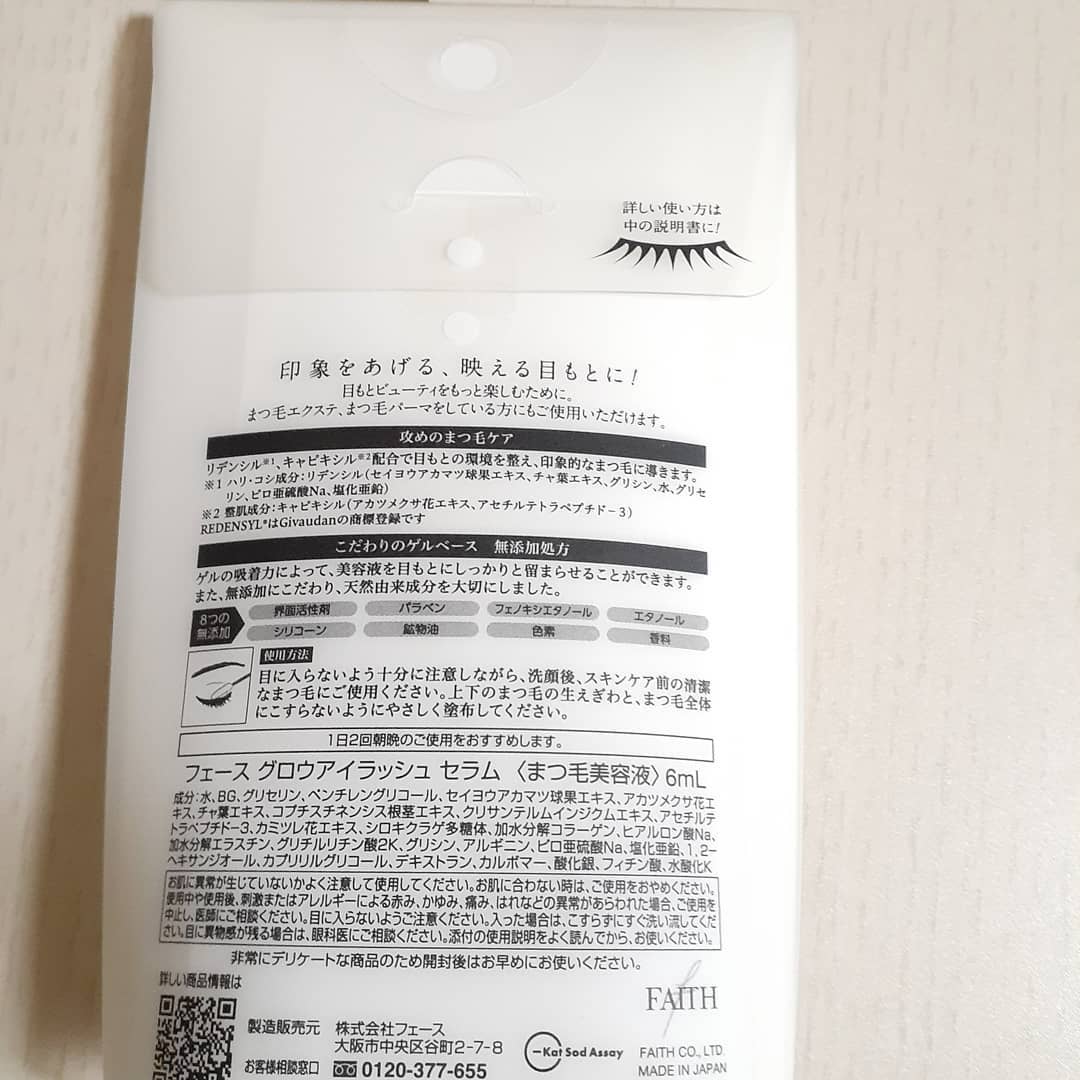 詳しい使い方は
中の説明書に!
印象をあげる、映える目もとに!
目もとビューティをもっと楽しむために。
まつ毛エクステ、まつ毛パーマをしている方にもご使用いただけます。
攻めのまつ毛ケア
リデンシル※1、キャピキシル※2配合で目もとの環境を整え、印象的なまつ毛に導きます。
※1 ハリ・コシ成分:リデンシル(セイヨウアカマツ球果エキス、チャ葉エキス、グリシン、水、グリセ
リン、ピロ亜硫酸Na、塩化亜鉛)
※2 整肌成分:キャピキシル(アカツメクサ花エキス、アセチルテトラペプチド-3)
REDENSYL®はGivaudanの商標登録です
こだわりのゲルベース 無添加処方
ゲルの吸着力によって、美容液を目もとにしっかりと留まらせることができます。
また、無添加にこだわり、天然由来成分を大切にしました。
8つの
無添加
界面活性剤 パラベン フェノキシエタノール エタノール
シリコーン 鉱物油 色素 香料
使用方法
目に入らないよう十分に注意しながら、洗顔後、スキンケア前の清潔
なまつ毛にご使用ください。上下のまつ毛の生えぎわと、まつ毛全体
にこすらないようにやさしく塗布してください。
1日2回朝晩のご使用をおすすめします。
フェース グロウアイラッシュ セラム 〈まつ毛美容液〉 6mL
成分:水、BG、グリセリン、ペンチレングリコール、セイヨウアカマツ球果エキス、アカツメクサ花エ
キス、チャ葉エキス、コプチスチネンシス根茎エキス、クリサンテルムインジクムエキス、アセチルテ
トラペプチド-3、カミツレ花エキス、シロキクラゲ多糖体、加水分解コラーゲン、ヒアルロン酸Na、
加水分解エラスチン、グリチルリチン酸2K、グリシン、アルギニン、ピロ亜硫酸Na、塩化亜鉛、1,2-
ヘキサンジオール、カプリリルグリコール、デキストラン、カルボマー、酸化銀、フィチン酸、水酸化K
お肌に異常が生じていないかよく注意して使用してください。お肌に合わない時は、ご使用をおやめください。
使用中や使用後、刺激またはアレルギーによる赤み、かゆみ、痛み、はれなどの異常があらわれた場合、ご使用を
中止し、医師にご相談ください。目に入らないようご注意ください。入った場合は、こすらずにすぐ洗い流してくだ
さい。目に異物感が残る場合は、眼科医にご相談ください。添付の使用説明をよく読んでから、お使いください。
非常にデリケートな商品のため開封後はお早めにお使いください。
詳しい商品情報は
FAITH
製造販売元 株式会社フェース
大阪市中央区谷町2-7-8
お客様相談窓口 0120-377-655
Kat Sod Assay
FAITH CO., LTD.
MADE IN JAPAN